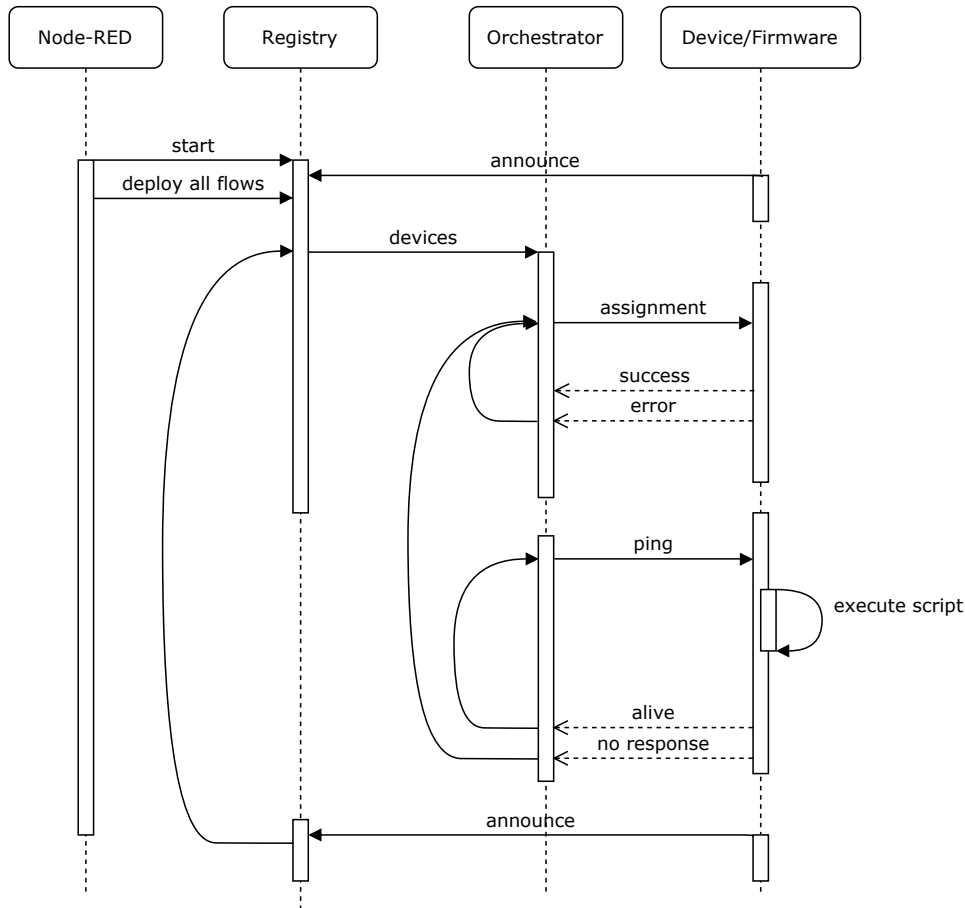 Node-RED
Registry
Orchestrator
Device/Firmware
start
announce
deploy all flows
devices
assignment
success
error
ping
execute script
alive
no response
announce